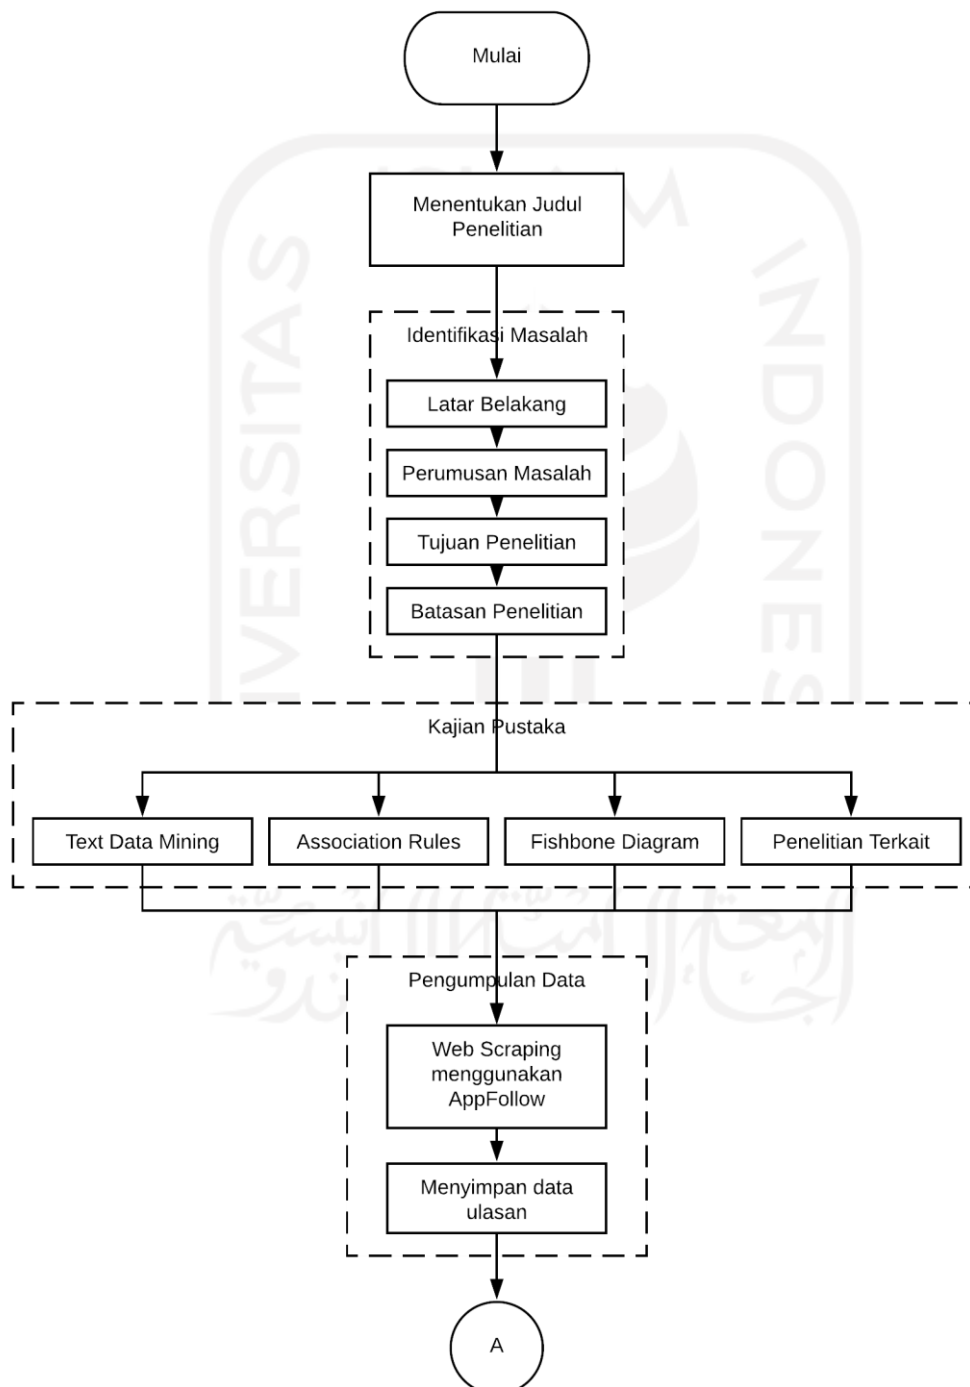 Mulai
Menentukan Judul
Penelitian
Identifikasi Masalah
Latar Belakang
Perumusan Masalah
Tujuan Penelitian
Batasan Penelitian
Kajian Pustaka
Text Data Mining
Association Rules
Fishbone Diagram
Penelitian Terkait
Pengumpulan Data
Web Scraping
menggunakan
AppFollow
Menyimpan data
ulasan
A